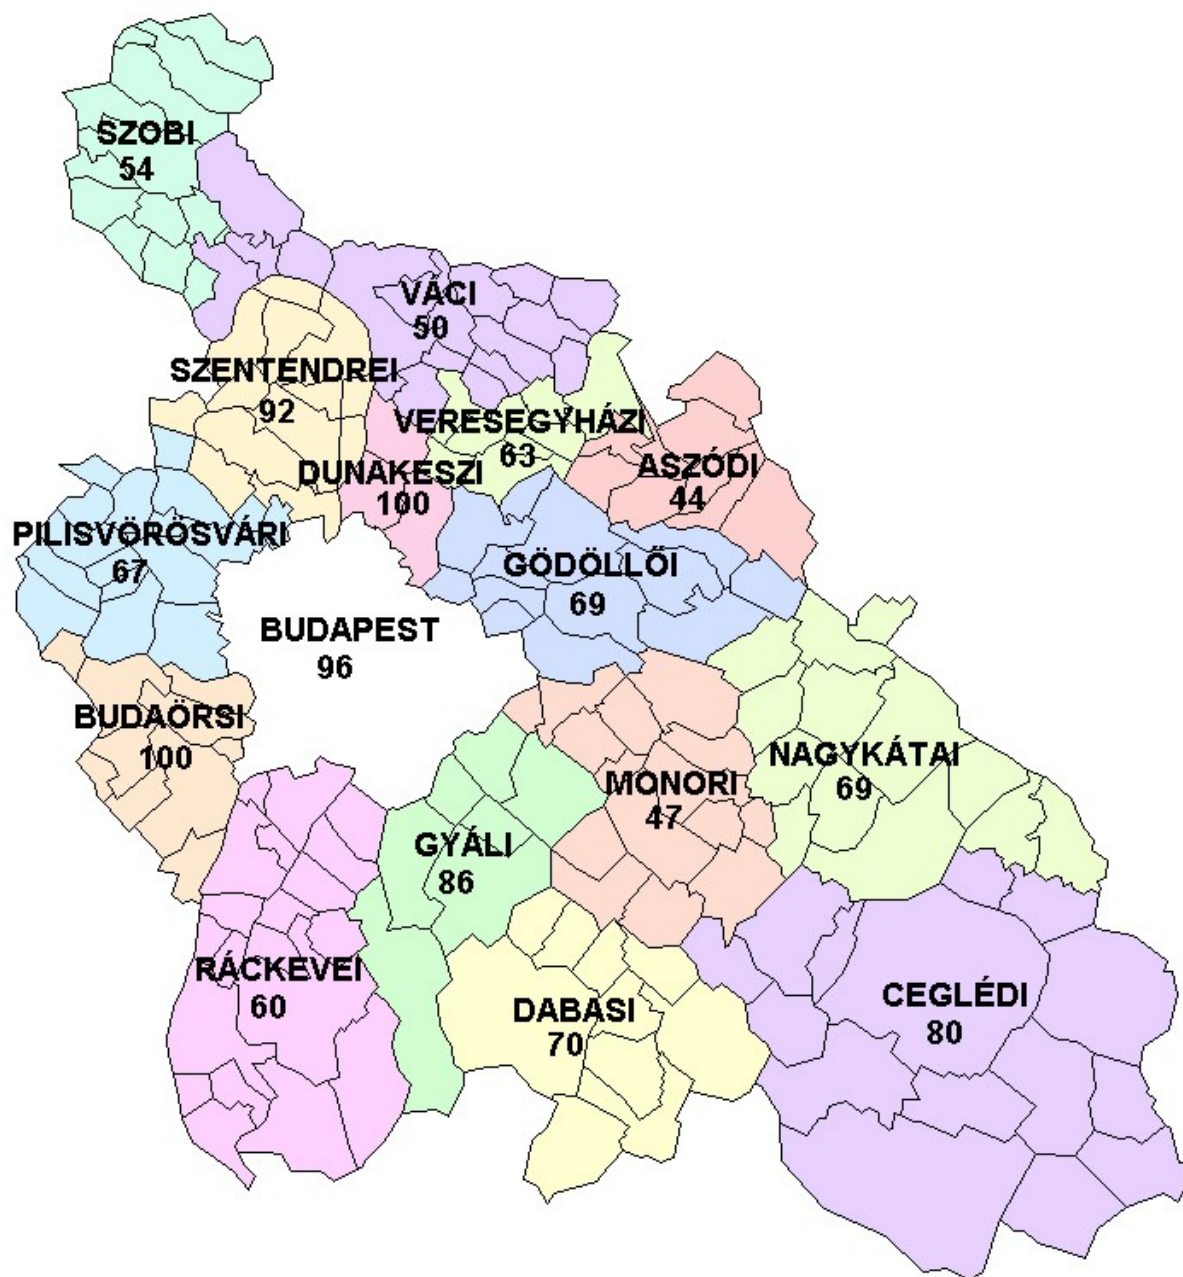 SZOBI
54
VÁCI
50
SZENTENDREI
92
VERESEGYHÁZI
63
DUNAKESZI
100
ASZÓDI
44
PILISVÖRÖSVÁRI
67
GÖDÖLLŐI
69
BUDAPEST
96
BUDAÖRSI
100
NAGYKÁTAI
69
MONORI
47
GYÁLI
86
RÁCKEVEI
60
DABASI
70
CEGLÉDI
80